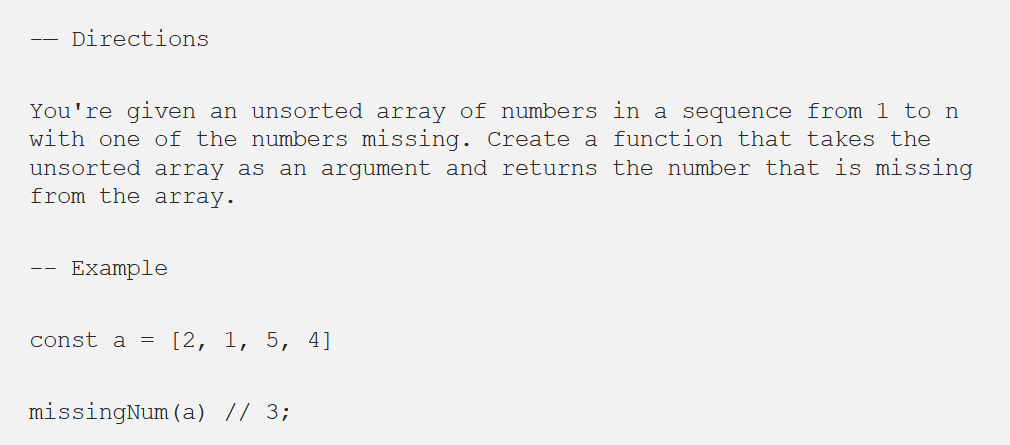 –– Directions
You're given an unsorted array of numbers in a sequence from 1 to n
with one of the numbers missing. Create a function that takes the
unsorted array as an argument and returns the number that is missing
from the array.
-- Example
const a = [2, 1, 5, 4]
missingNum(a) // 3;